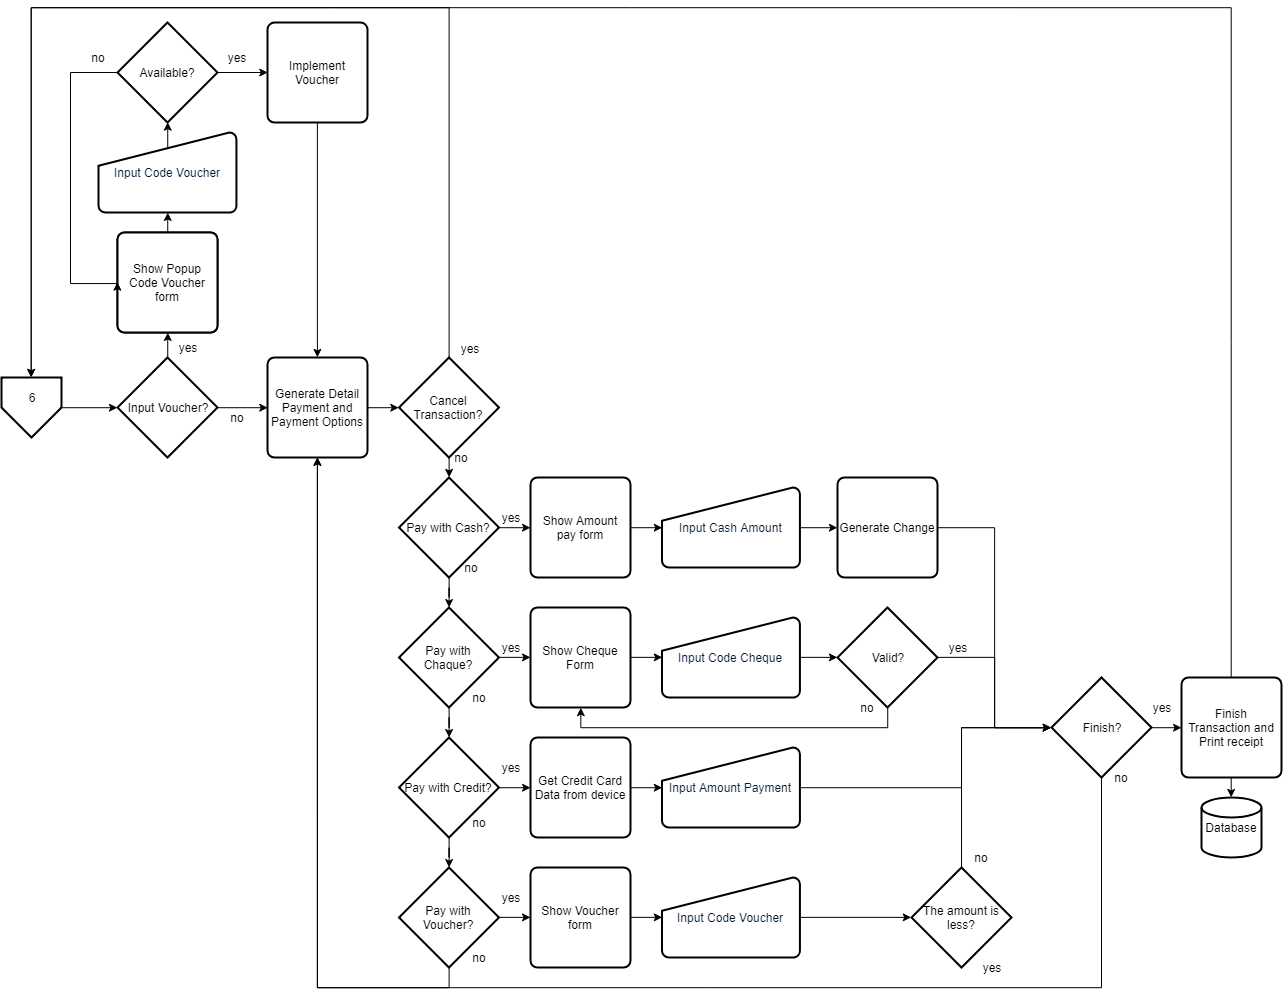 no
Available?
yes
Implement
Voucher
Input Code Voucher
Show Popup
Code Voucher
form
yes
6
Input Voucher?
no
Generate Detail
Payment and
Payment Options
yes
Cancel
Transaction?
no
Pay with Cash?
yes
Show Amount
pay form
Input Cash Amount
Generate Change
no
Pay with
Chaque?
yes
Show Cheque
Form
Input Code Cheque
Valid?
yes
no
no
Pay with Credit?
yes
Get Credit Card
Data from device
Input Amount Payment
no
Finish?
yes
Finish
Transaction and
Print receipt
no
Database
Pay with
Voucher?
yes
Show Voucher
form
Input Code Voucher
no
The amount is
less?
yes
no